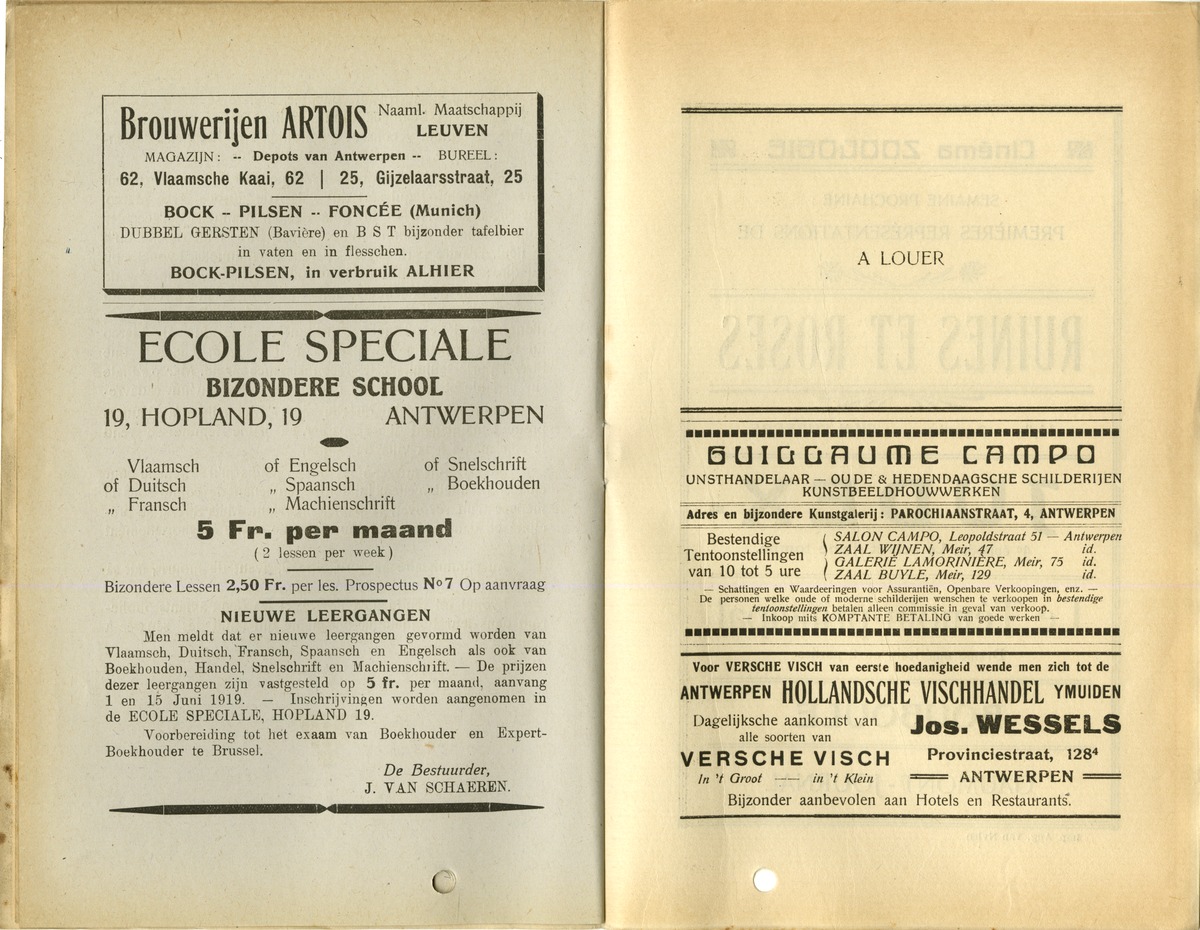 Brouwerijen ARTOIS Naaml. Maatschappij
LEUVEN
MAGAZIJN: -- Depots van Antwerpen -- BUREEL:
62, Vlaamsche Kaai, 62 | 25, Gijzelaarsstraat, 25
BOCK -- PILSEN -- FONCÉE (Munich)
DUBBEL GERSTEN (Bavière) en B S T bijzonder tafelbier
in vaten en in flesschen.
BOCK-PILSEN, in verbruik ALHIER
ECOLE SPECIALE
BIZONDERE SCHOOL
19, HOPLAND, 19 ANTWERPEN
Vlaamsch of Engelsch of Snelschrift
of Duitsch „ Spaansch „ Boekhouden
„ Fransch „ Machienschrift
5 Fr. per maand
(2 lessen per week)
Bizondere Lessen 2,50 Fr. per les. Prospectus No 7 Op aanvraag
NIEUWE LEERGANGEN
Men meldt dat er nieuwe leergangen gevormd worden van
Vlaamsch, Duitsch, Fransch, Spaansch en Engelsch als ook van
Boekhouden, Handel, Snelschrift en Machienschrift. — De prijzen
dezer leergangen zijn vastgesteld op 5 fr. per maand, aanvang
1 en 15 Juni 1919. — Inschrijvingen worden aangenomen in
de ECOLE SPECIALE, HOPLAND 19.
Voorbereiding tot het exaam van Boekhouder en Expert-
Boekhouder te Brussel.
De Bestuurder,
J. VAN SCHAEREN.
A LOUER
GUILLAUME CAMPO
UNSTHANDELAAR — OUDE & HEDENDAAGSCHE SCHILDERIJEN
KUNSTBEELDHOUWWERKEN
Adres en bijzondere Kunstgalerij: PAROCHIAANSTRAAT, 4, ANTWERPEN
Bestendige
Tentoonstellingen
van 10 tot 5 ure
SALON CAMPO, Leopoldstraat 51 — Antwerpen
ZAAL WIJNEN, Meir, 47 id.
GALERIÉ LAMORINIÈRE, Meir, 75 id.
ZAAL BUYLE, Meir, 129 id.
— Schattingen en Waardeeringen voor Assurantiën, Openbare Verkoopingen, enz. —
De personen welke oude of moderne schilderijen wenschen te verkoopen in bestendige
tentoonstellingen betalen alleen commissie in geval van verkoop.
— Inkoop mits KOMPTANTE BETALING van goede werken —
Voor VERSCHE VISCH van eerste hoedanigheid wende men zich tot de
ANTWERPEN HOLLANDSCHE VISCHHANDEL YMUIDEN
Dagelijksche aankomst van
alle soorten van
VERSCHE VISCH
In 't Groot — in 't Klein
Jos. WESSELS
Provinciestraat, 128⁴
ANTWERPEN
Bijzonder aanbevolen aan Hotels en Restaurants.